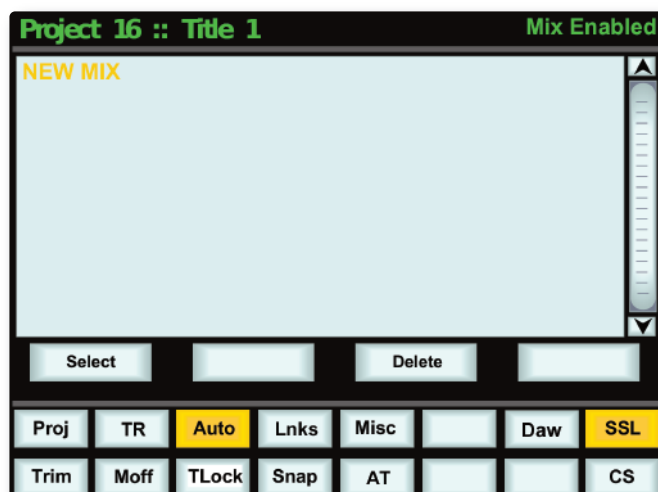 Project 16 :: Title 1 Mix Enabled
NEW MIX
Select Delete
Proj TR Auto Lnks Misc Daw SSL
Trim Moff TLock Snap AT CS